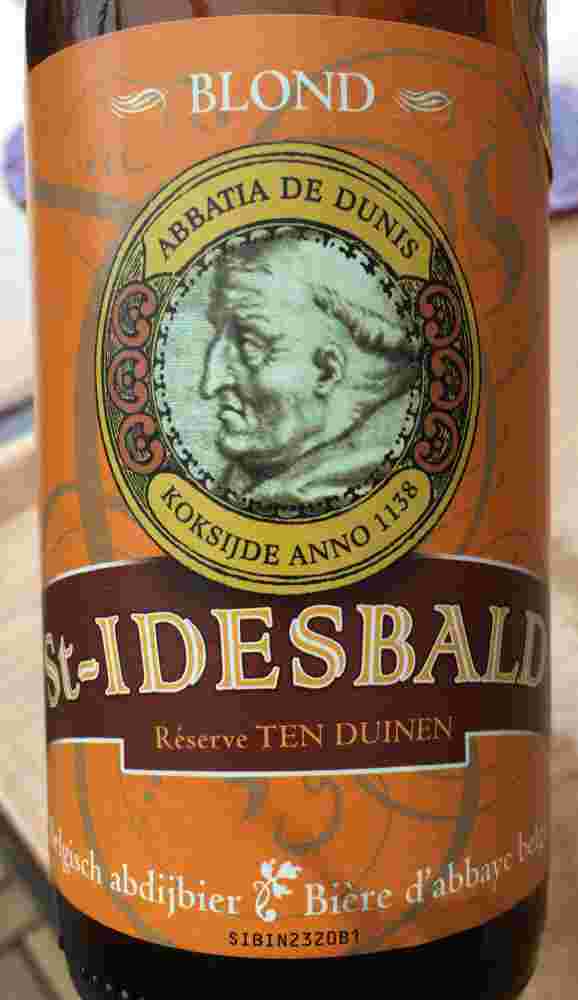 BLOND
ABBATIA DE DUNIS
KOKSIJDE ANNO 1138
St-IDESBALD
Réserve TEN DUINEN
abdijbier Bière d'abbaye
SIBIN2320B1